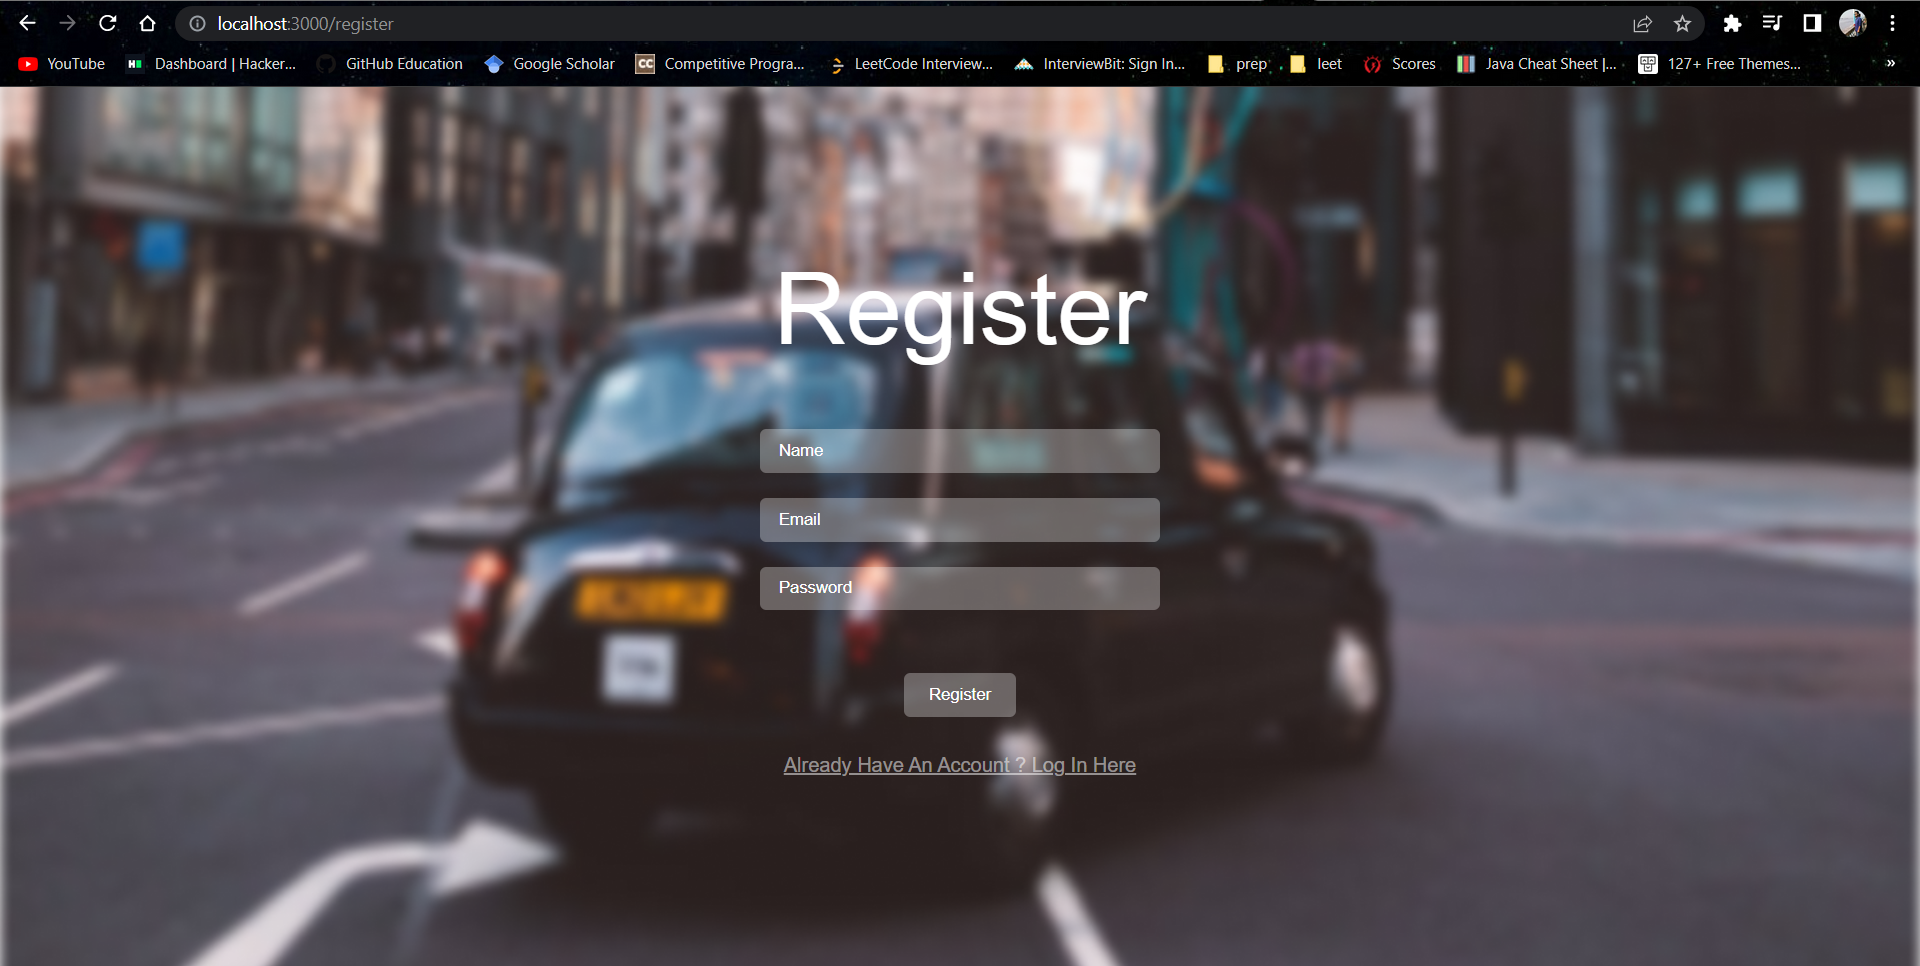 localhost:3000/register
YouTube Dashboard | Hacker... GitHub Education Google Scholar Competitive Progra... LeetCode Interview... InterviewBit: Sign In... prep leet Scores Java Cheat Sheet |... 127+ Free Themes... »
Register
Name
Email
Password
Register
Already Have An Account ? Log In Here